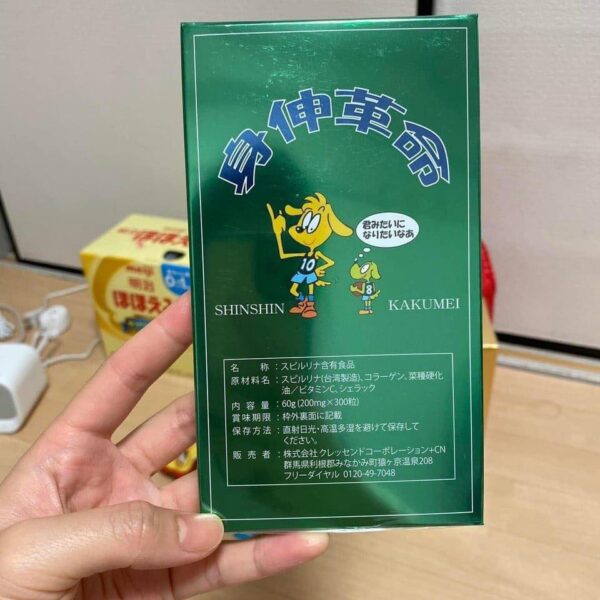 身伸革命
君みたいに
なりたいなあ
10
8
SHINSHIN
KAKUMEI
名 称 : スピルリナ含有食品
原材料名 : スピルリナ(台湾製造)、コラーゲン、菜種硬化
油/ビタミンC、シェラック
内 容 量 : 60g(200mg×300粒)
賞味期限 : 枠外裏面に記載
保存方法 : 直射日光・高温多湿を避けて保存して
ください。
販 売 者 : 株式会社 クレッセンドコーポレーション+CN
群馬県利根郡みなかみ町猿ヶ京温泉208
フリーダイヤル 0120-49-7048
明治
ほほえ